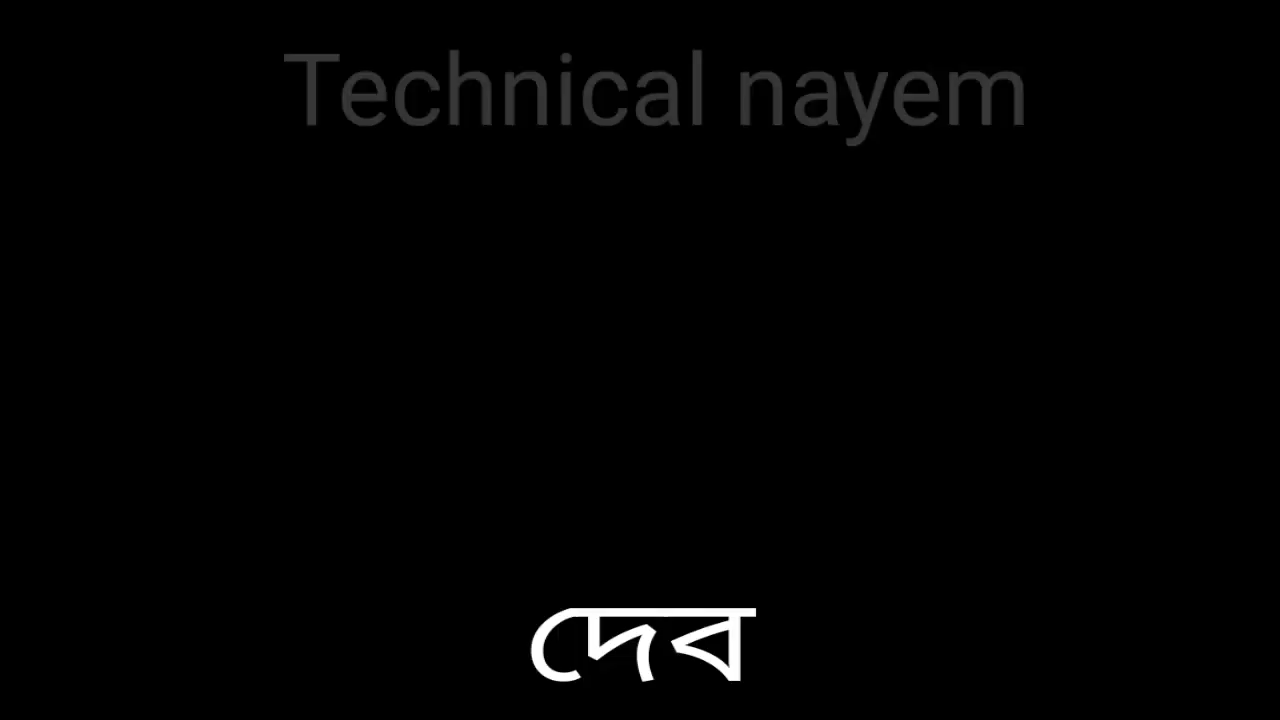 Technical nayem
দেব